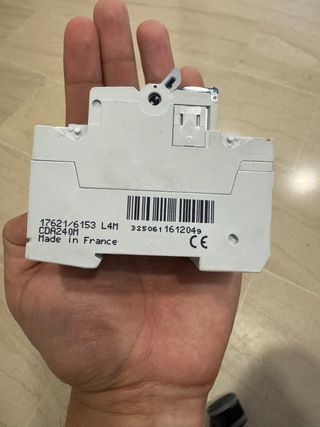 17621/6153 L4M
CDA240M
Made in France
3250611612049
CE